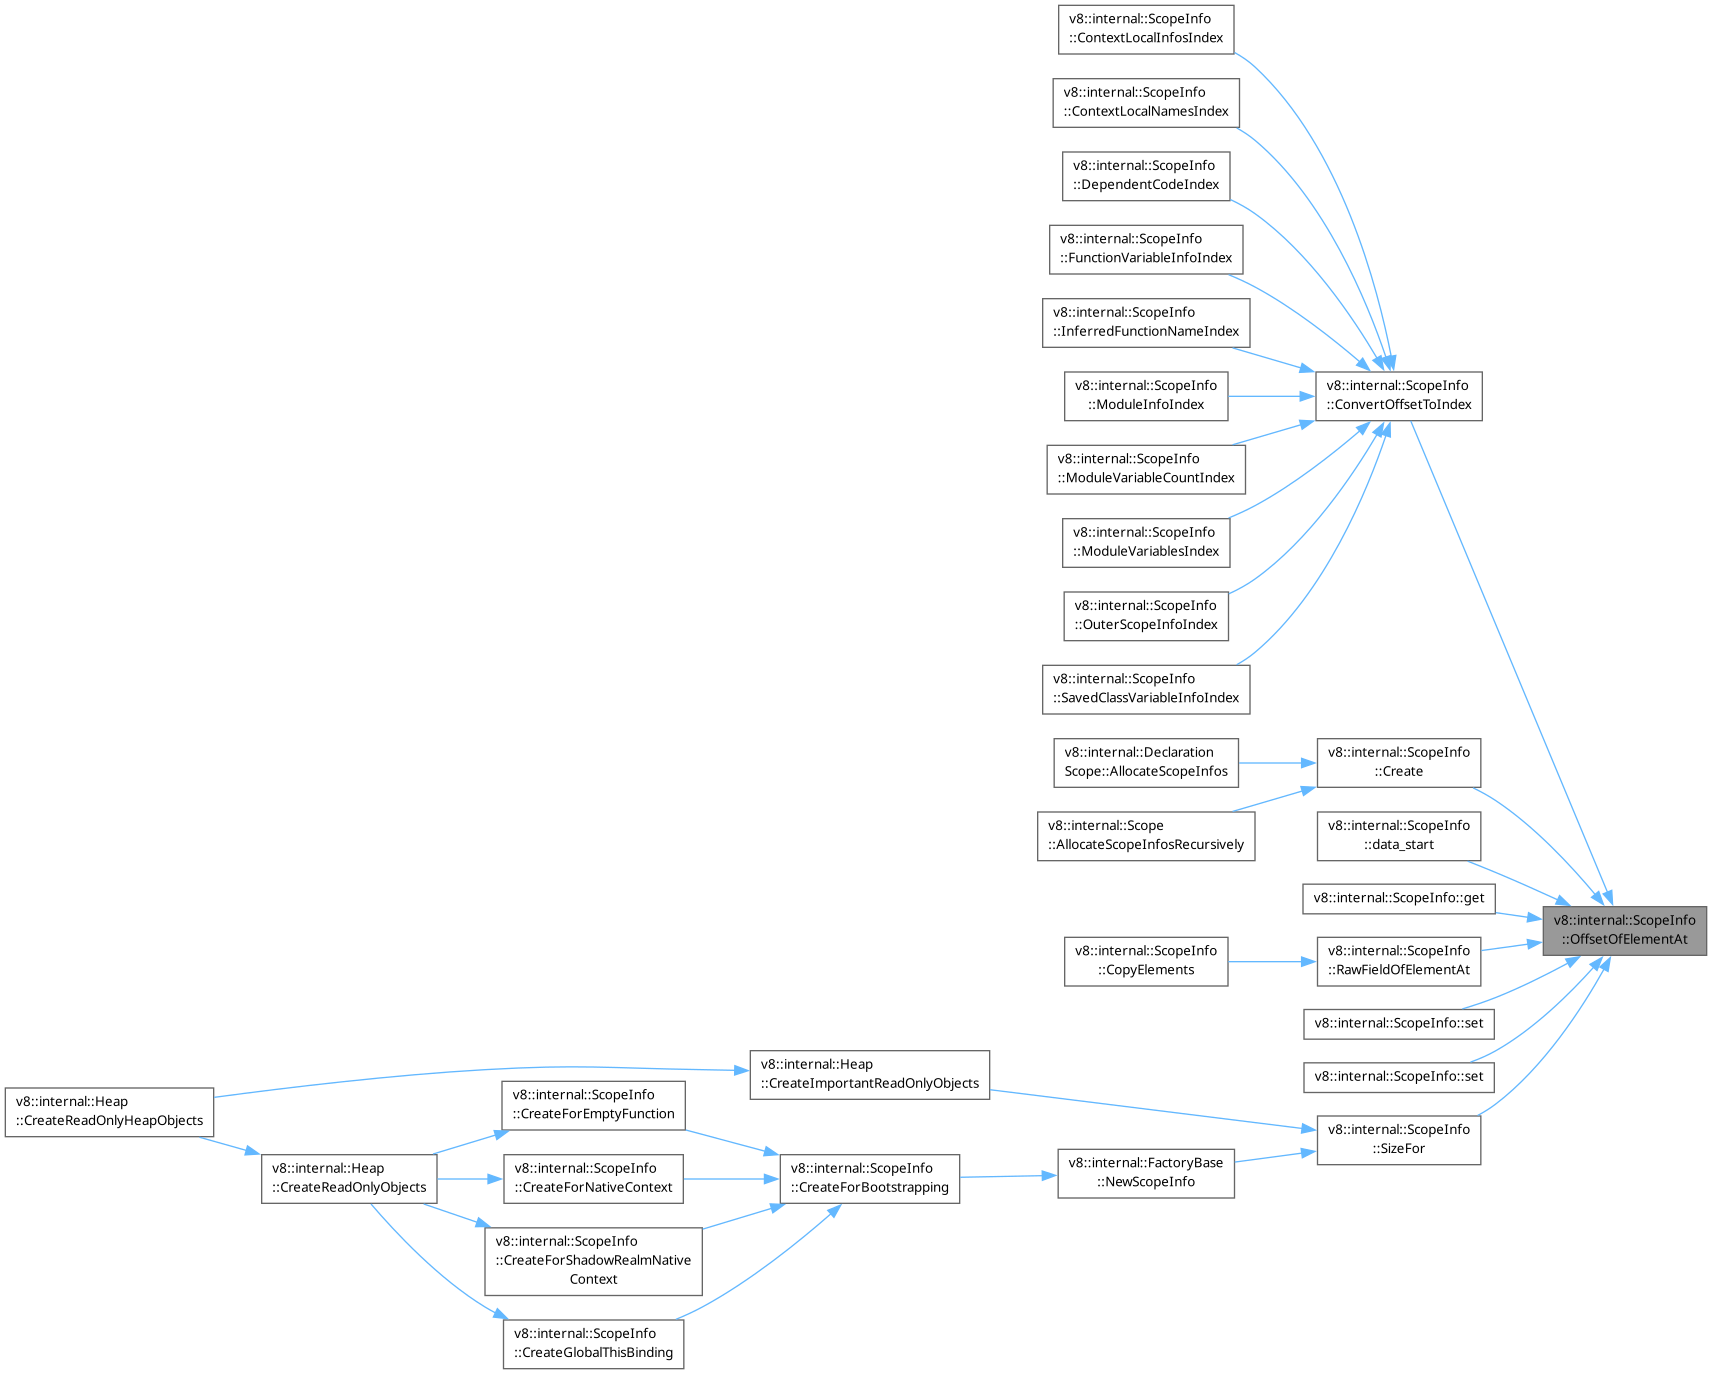 v8::internal::ScopeInfo
::ContextLocalInfosIndex
v8::internal::ScopeInfo
::ContextLocalNamesIndex
v8::internal::ScopeInfo
::DependentCodeIndex
v8::internal::ScopeInfo
::FunctionVariableInfoIndex
v8::internal::ScopeInfo
::InferredFunctionNameIndex
v8::internal::ScopeInfo
::ModuleInfoIndex
v8::internal::ScopeInfo
::ConvertOffsetToIndex
v8::internal::ScopeInfo
::ModuleVariableCountIndex
v8::internal::ScopeInfo
::ModuleVariablesIndex
v8::internal::ScopeInfo
::OuterScopeInfoIndex
v8::internal::ScopeInfo
::SavedClassVariableInfoIndex
v8::internal::Declaration
Scope::AllocateScopeInfos
v8::internal::ScopeInfo
::Create
v8::internal::Scope
::AllocateScopeInfosRecursively
v8::internal::ScopeInfo
::data_start
v8::internal::ScopeInfo::get
v8::internal::ScopeInfo
::OffsetOfElementAt
v8::internal::ScopeInfo
::CopyElements
v8::internal::ScopeInfo
::RawFieldOfElementAt
v8::internal::ScopeInfo::set
v8::internal::ScopeInfo::set
v8::internal::Heap
::CreateImportantReadOnlyObjects
v8::internal::Heap
::CreateReadOnlyHeapObjects
v8::internal::ScopeInfo
::CreateForEmptyFunction
v8::internal::ScopeInfo
::SizeFor
v8::internal::Heap
::CreateReadOnlyObjects
v8::internal::ScopeInfo
::CreateForNativeContext
v8::internal::ScopeInfo
::CreateForBootstrapping
v8::internal::FactoryBase
::NewScopeInfo
v8::internal::ScopeInfo
::CreateForShadowRealmNative
Context
v8::internal::ScopeInfo
::CreateGlobalThisBinding